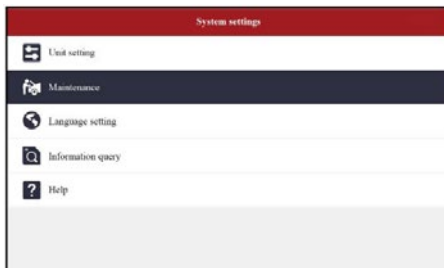 System settings
Unit setting
Maintenance
Language setting
Information query
Help